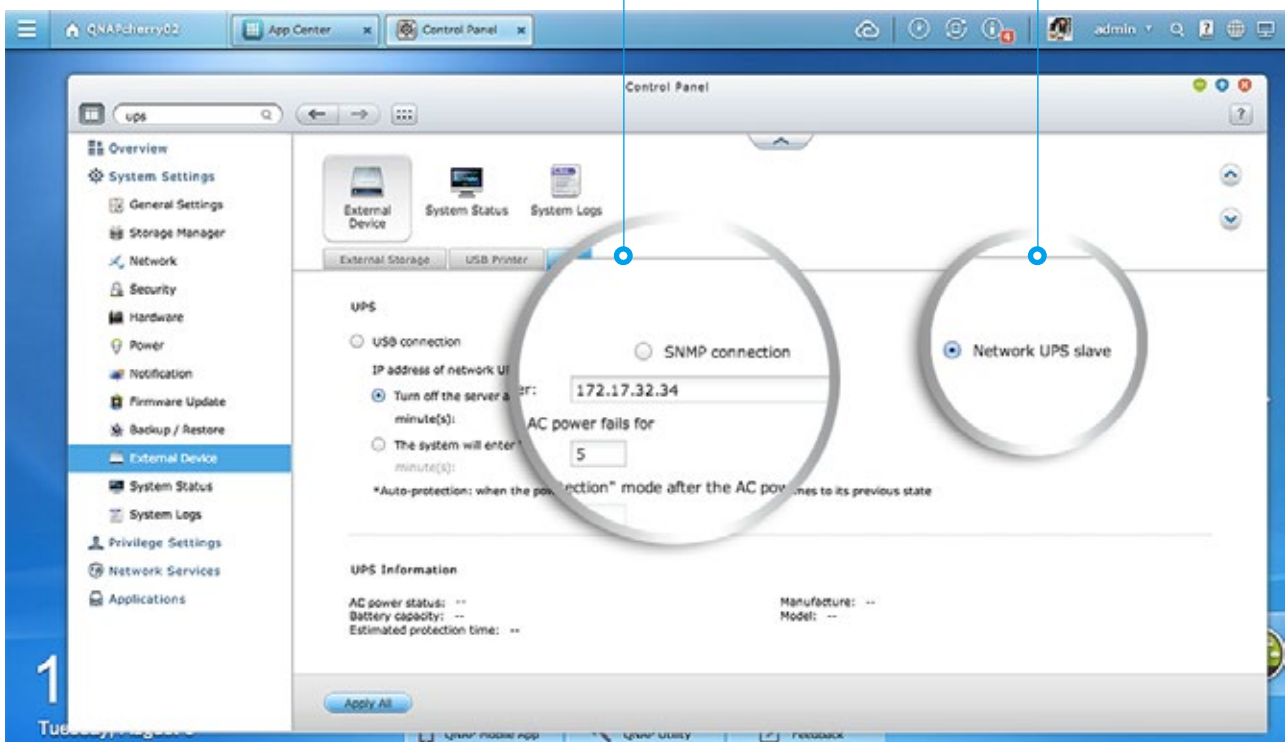 QNAPcherry02
App Center
Control Panel
4
admin
Control Panel
ups
Overview
System Settings
General Settings
Storage Manager
Network
Security
Hardware
Power
Notification
Firmware Update
Backup / Restore
External Device
System Status
System Logs
Privilege Settings
Network Services
Applications
External Device
System Status
System Logs
External Storage
USB Printer
UPS
USB connection
SNMP connection
Network UPS slave
IP address of network U
er:
172.17.32.34
Turn off the server a
AC power fails for
minute(s):
5
The system will enter
ection" mode after the AC pow
minute(s):
*Auto-protection: when the pow
mes to its previous state
UPS Information
AC power status: --
Manufacture: --
Battery capacity: --
Model: --
Estimated protection time: --
Apply All
1
QNAP Mobile App
QNAP Utility
Feedback